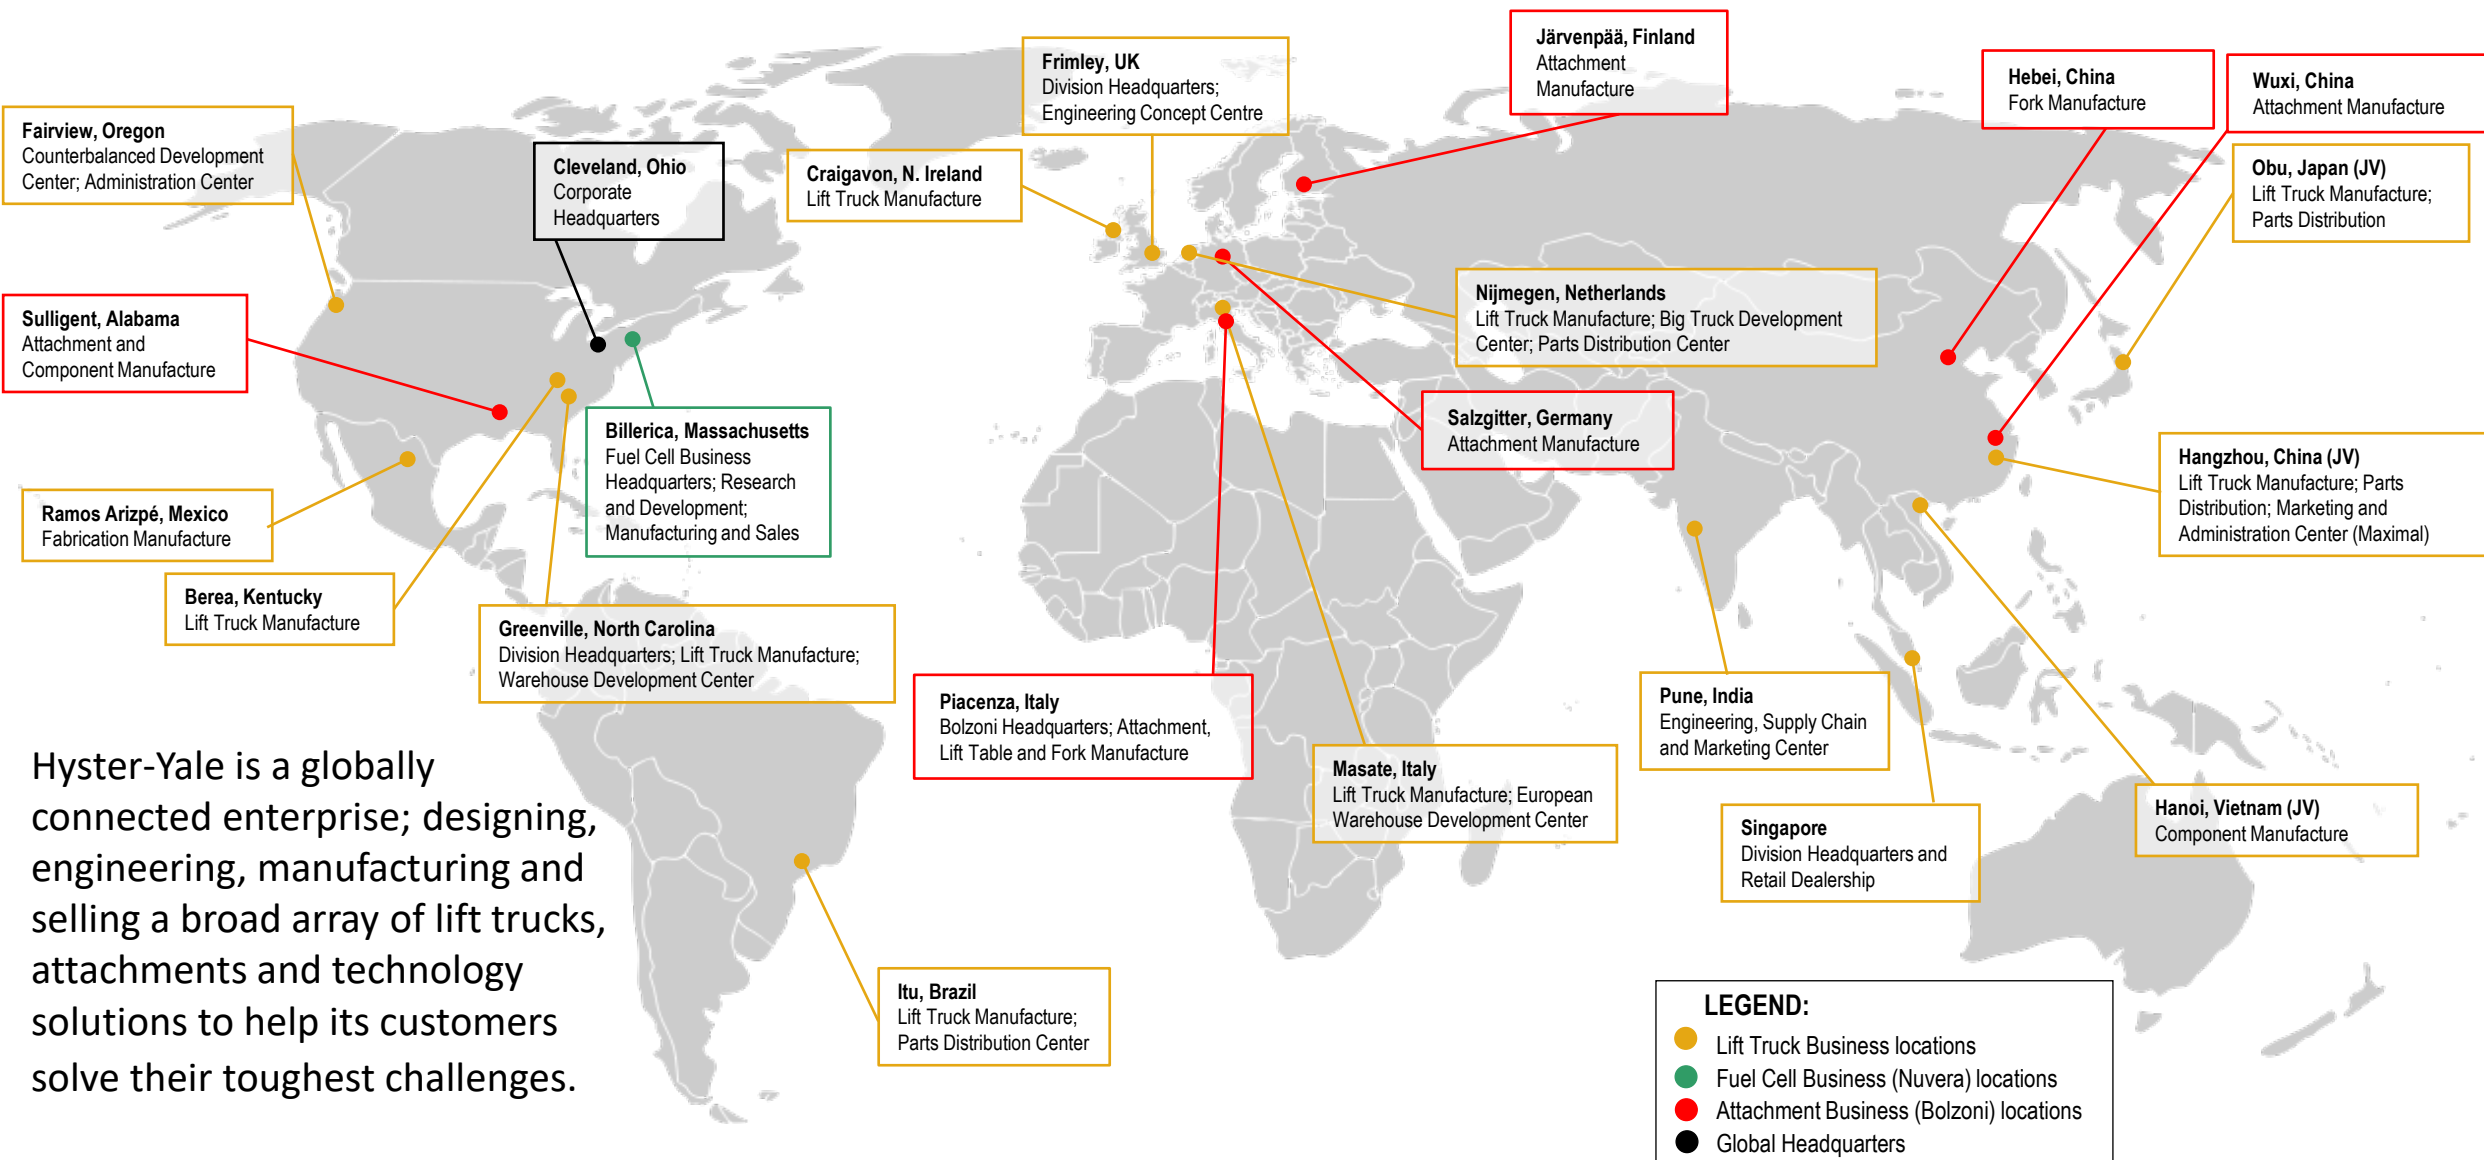 Järvenpää, Finland
Attachment
Manufacture
Frimley, UK
Division Headquarters;
Engineering Concept Centre
Hebei, China
Fork Manufacture
Wuxi, China
Attachment Manufacture
Fairview, Oregon
Counterbalanced Development
Center; Administration Center
Cleveland, Ohio
Corporate
Headquarters
Craigavon, N. Ireland
Lift Truck Manufacture
Obu, Japan (JV)
Lift Truck Manufacture;
Parts Distribution
Sulligent, Alabama
Attachment and
Component Manufacture
Nijmegen, Netherlands
Lift Truck Manufacture; Big Truck Development
Center; Parts Distribution Center
Billerica, Massachusetts
Fuel Cell Business
Headquarters; Research
and Development;
Manufacturing and Sales
Salzgitter, Germany
Attachment Manufacture
Hangzhou, China (JV)
Lift Truck Manufacture; Parts
Distribution; Marketing and
Administration Center (Maximal)
Ramos Arizpé, Mexico
Fabrication Manufacture
Berea, Kentucky
Lift Truck Manufacture
Greenville, North Carolina
Division Headquarters; Lift Truck Manufacture;
Warehouse Development Center
Piacenza, Italy
Bolzoni Headquarters; Attachment,
Lift Table and Fork Manufacture
Masate, Italy
Lift Truck Manufacture; European
Warehouse Development Center
Pune, India
Engineering, Supply Chain
and Marketing Center
Singapore
Division Headquarters and
Retail Dealership
Hanoi, Vietnam (JV)
Component Manufacture
Hyster-Yale is a globally
connected enterprise; designing,
engineering, manufacturing and
selling a broad array of lift trucks,
attachments and technology
solutions to help its customers
solve their toughest challenges.
Itu, Brazil
Lift Truck Manufacture;
Parts Distribution Center
LEGEND:
Lift Truck Business locations
Fuel Cell Business (Nuvera) locations
Attachment Business (Bolzoni) locations
Global Headquarters